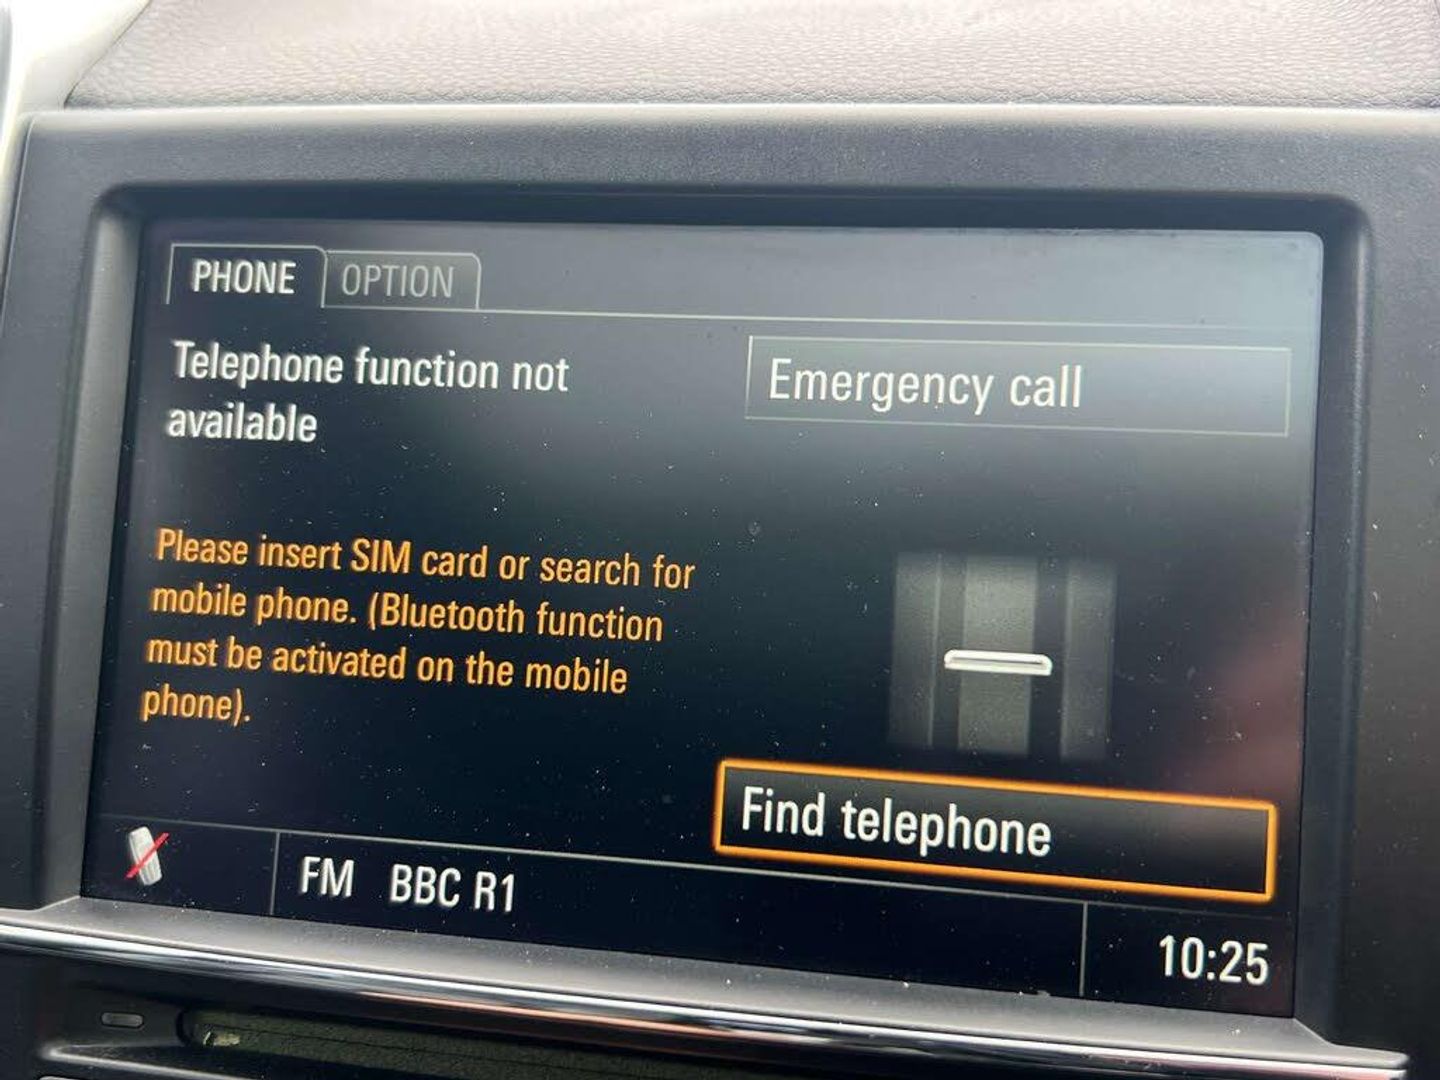 PHONE OPTION
Telephone function not
available
Emergency call
Please insert SIM card or search for
mobile phone. (Bluetooth function
must be activated on the mobile
phone).
Find telephone
FM BBC R1
10:25